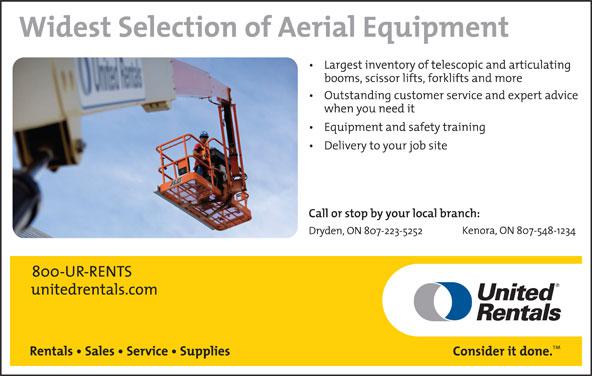 Widest Selection of Aerial Equipment
United Rentals
• Largest inventory of telescopic and articulating
booms, scissor lifts, forklifts and more
• Outstanding customer service and expert advice
when you need it
• Equipment and safety training
• Delivery to your job site
Call or stop by your local branch:
Dryden, ON 807-223-5252 Kenora, ON 807-548-1234
800-UR-RENTS
unitedrentals.com
United®
Rentals
Rentals • Sales • Service • Supplies Consider it done.™